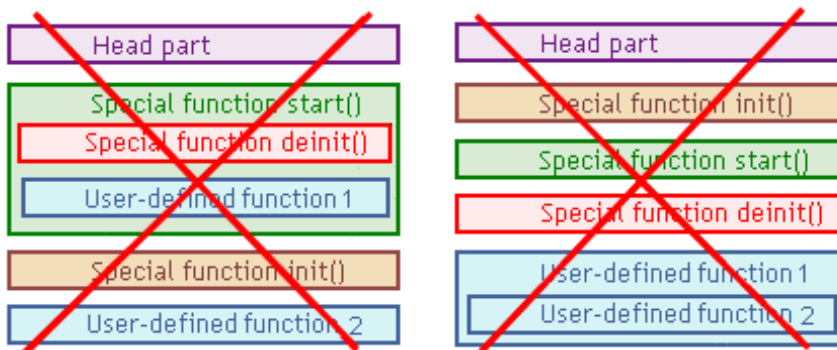 Head part
Special function start()
Special function deinit()
User-defined function 1
Special function init()
User-defined function 2
Head part
Special function init()
Special function start()
Special function deinit()
User-defined function 1
User-defined function 2